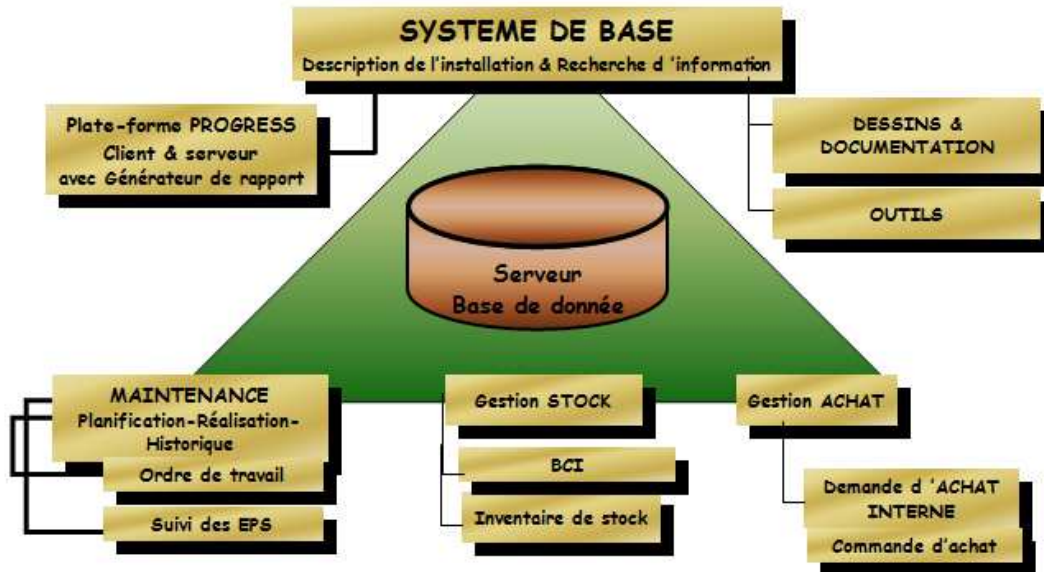 SYSTEME DE BASE
Description de l'installation & Recherche d 'information
Plate-forme PROGRESS
Client & serveur
avec Générateur de rapport
DESSINS &
DOCUMENTATION
OUTILS
Serveur
Base de donnée
MAINTENANCE
Planification-Réalisation-
Historique
Ordre de travail
Suivi des EPS
Gestion STOCK
BCI
Inventaire de stock
Gestion ACHAT
Demande d 'ACHAT
INTERNE
Commande d'achat